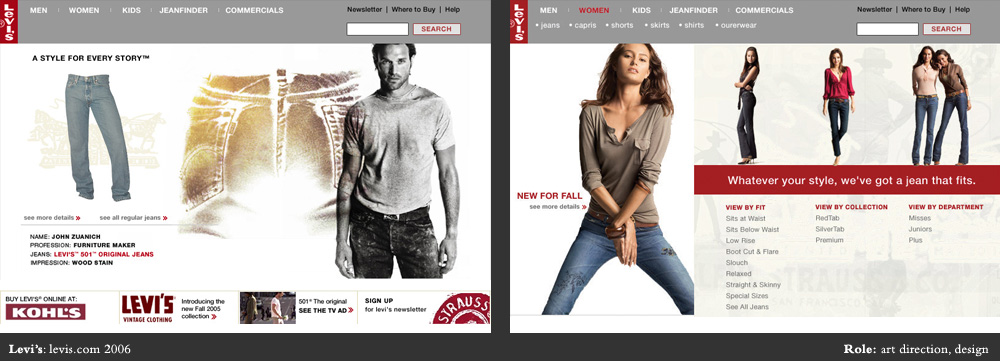 Levi's
MEN | WOMEN | KIDS | JEANFINDER | COMMERCIALS
Newsletter | Where to Buy | Help
SEARCH
A STYLE FOR EVERY STORY™
see more details »
see all regular jeans »
NAME: JOHN ZUANICH
PROFESSION: FURNITURE MAKER
JEANS: LEVI'S™ 501™ ORIGINAL JEANS
IMPRESSION: WOOD STAIN
BUY LEVI'S® ONLINE AT:
KOHL'S
LEVI'S
VINTAGE CLOTHING
Introducing the
new Fall 2005
collection »
501® The original
SEE THE TV AD »
SIGN UP
for levi's newsletter
STRAUSS
Levi's
MEN | WOMEN | KIDS | JEANFINDER | COMMERCIALS
• jeans • capris • shorts • skirts • shirts • ourerwear
Newsletter | Where to Buy | Help
SEARCH
NEW FOR FALL
see more details »
Whatever your style, we've got a jean that fits.
VIEW BY FIT
Sits at Waist
Sits Below Waist
Low Rise
Boot Cut & Flare
Slouch
Relaxed
Straight & Skinny
Special Sizes
See All Jeans
VIEW BY COLLECTION
RedTab
SilverTab
Premium
VIEW BY DEPARTMENT
Misses
Juniors
Plus
Levi's: levis.com 2006
Role: art direction, design